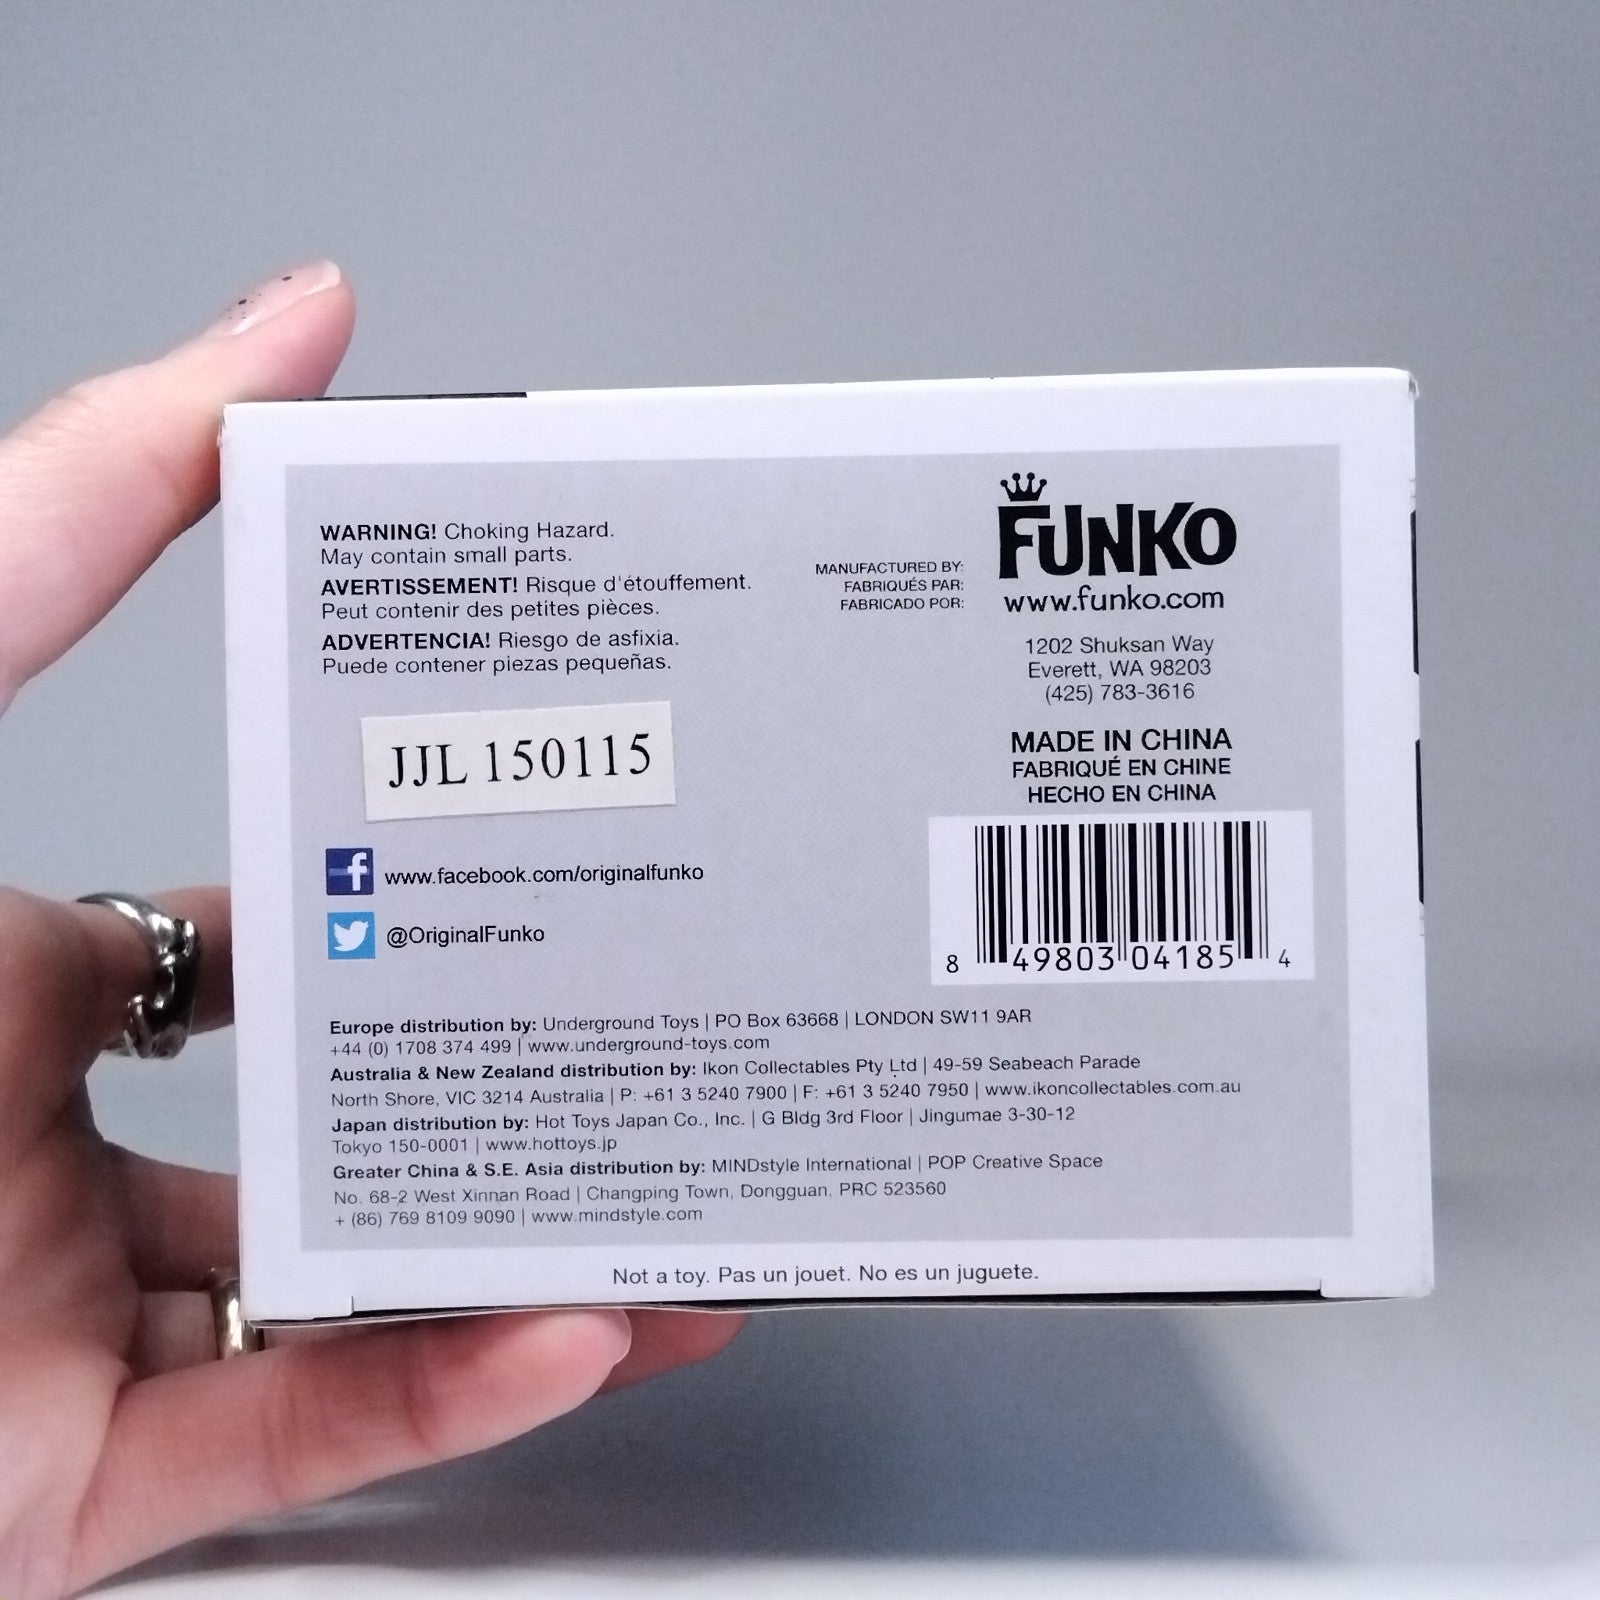 WARNING! Choking Hazard.
May contain small parts.
AVERTISSEMENT! Risque d'étouffement.
Peut contenir des petites pièces.
ADVERTENCIA! Riesgo de asfixia.
Puede contener piezas pequeñas.
JJL 150115
www.facebook.com/originalfunko
@OriginalFunko
MANUFACTURED BY:
FABRIQUÉS PAR:
FABRICADO POR:
FUNKO
www.funko.com
1202 Shuksan Way
Everett, WA 98203
(425) 783-3616
MADE IN CHINA
FABRIQUÉ EN CHINE
HECHO EN CHINA
8 49803 04185 4
Europe distribution by: Underground Toys | PO Box 63668 | LONDON SW11 9AR
+44 (0) 1708 374 499 | www.underground-toys.com
Australia & New Zealand distribution by: Ikon Collectables Pty Ltd | 49-59 Seabeach Parade
North Shore, VIC 3214 Australia | P: +61 3 5240 7900 | F: +61 3 5240 7950 | www.ikoncollectables.com.au
Japan distribution by: Hot Toys Japan Co., Inc. | G Bldg 3rd Floor | Jingumae 3-30-12
Tokyo 150-0001 | www.hottoys.jp
Greater China & S.E. Asia distribution by: MINDstyle International | POP Creative Space
No. 68-2 West Xinnan Road | Changping Town, Dongguan, PRC 523560
+ (86) 769 8109 9090 | www.mindstyle.com
Not a toy. Pas un jouet. No es un juguete.